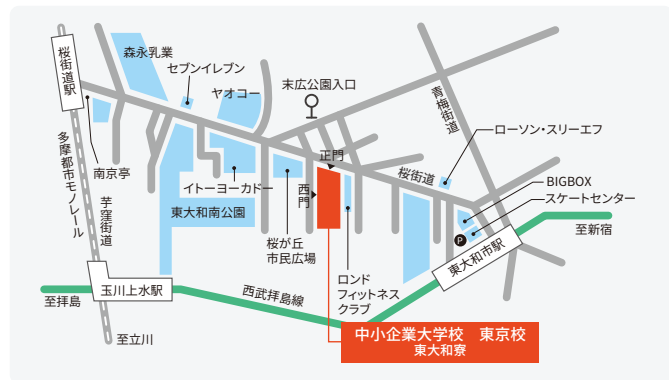 森永乳業
セブンイレブン
ヤオコー
末広公園入口
桜街道駅
青梅街道
ローソン・スリーエフ
多摩都市モノレール
南京亭
芋窪街道
イトーヨーカドー
正門
西門
桜街道
BIGBOX
スケートセンター
東大和南公園
桜が丘
市民広場
P
至新宿
東大和市駅
ロンド
フィットネス
クラブ
玉川上水駅
至拝島
西武拝島線
至立川
中小企業大学校　東京校
東大和寮